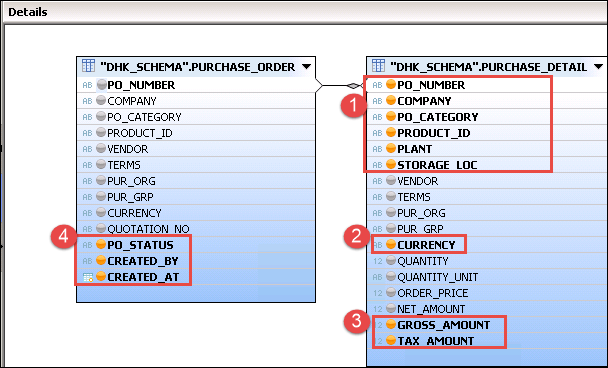 Details
"DHK_SCHEMA".PURCHASE_ORDER
AB PO_NUMBER
AB COMPANY
AB PO_CATEGORY
AB PRODUCT_ID
AB VENDOR
AB TERMS
AB PUR_ORG
AB PUR_GRP
AB CURRENCY
AB QUOTATION_NO
4
AB PO_STATUS
AB CREATED_BY
CREATED_AT
"DHK_SCHEMA".PURCHASE_DETAIL
1
AB PO_NUMBER
AB COMPANY
AB PO_CATEGORY
AB PRODUCT_ID
AB PLANT
AB STORAGE_LOC
AB VENDOR
AB TERMS
AB PUR_ORG
AB PUR_GRP
2
AB CURRENCY
12 QUANTITY
AB QUANTITY_UNIT
12 ORDER_PRICE
12 NET_AMOUNT
3
12 GROSS_AMOUNT
12 TAX_AMOUNT